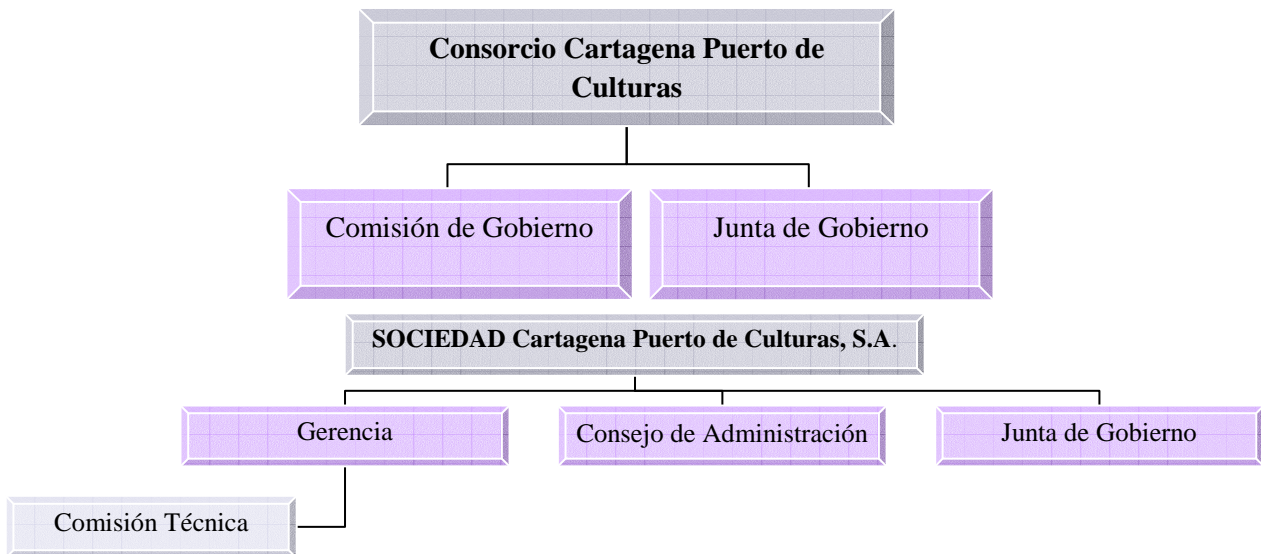 Consorcio Cartagena Puerto de
Culturas
Comisión de Gobierno
Junta de Gobierno
SOCIEDAD Cartagena Puerto de Culturas, S.A.
Gerencia
Consejo de Administración
Junta de Gobierno
Comisión Técnica